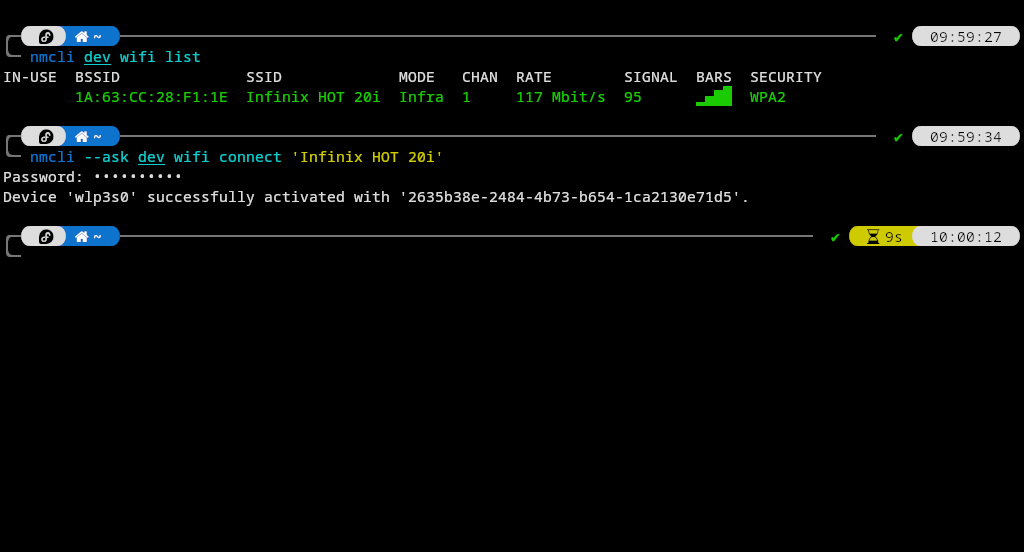 ~ ✔ 09:59:27
nmcli dev wifi list
IN-USE BSSID SSID MODE CHAN RATE SIGNAL BARS SECURITY
1A:63:CC:28:F1:1E Infinix HOT 20i Infra 1 117 Mbit/s 95 ▂▄▆█ WPA2
~ ✔ 09:59:34
nmcli --ask dev wifi connect 'Infinix HOT 20i'
Password: ••••••••••
Device 'wlp3s0' successfully activated with '2635b38e-2484-4b73-b654-1ca2130e71d5'.
~ ✔ 9s 10:00:12